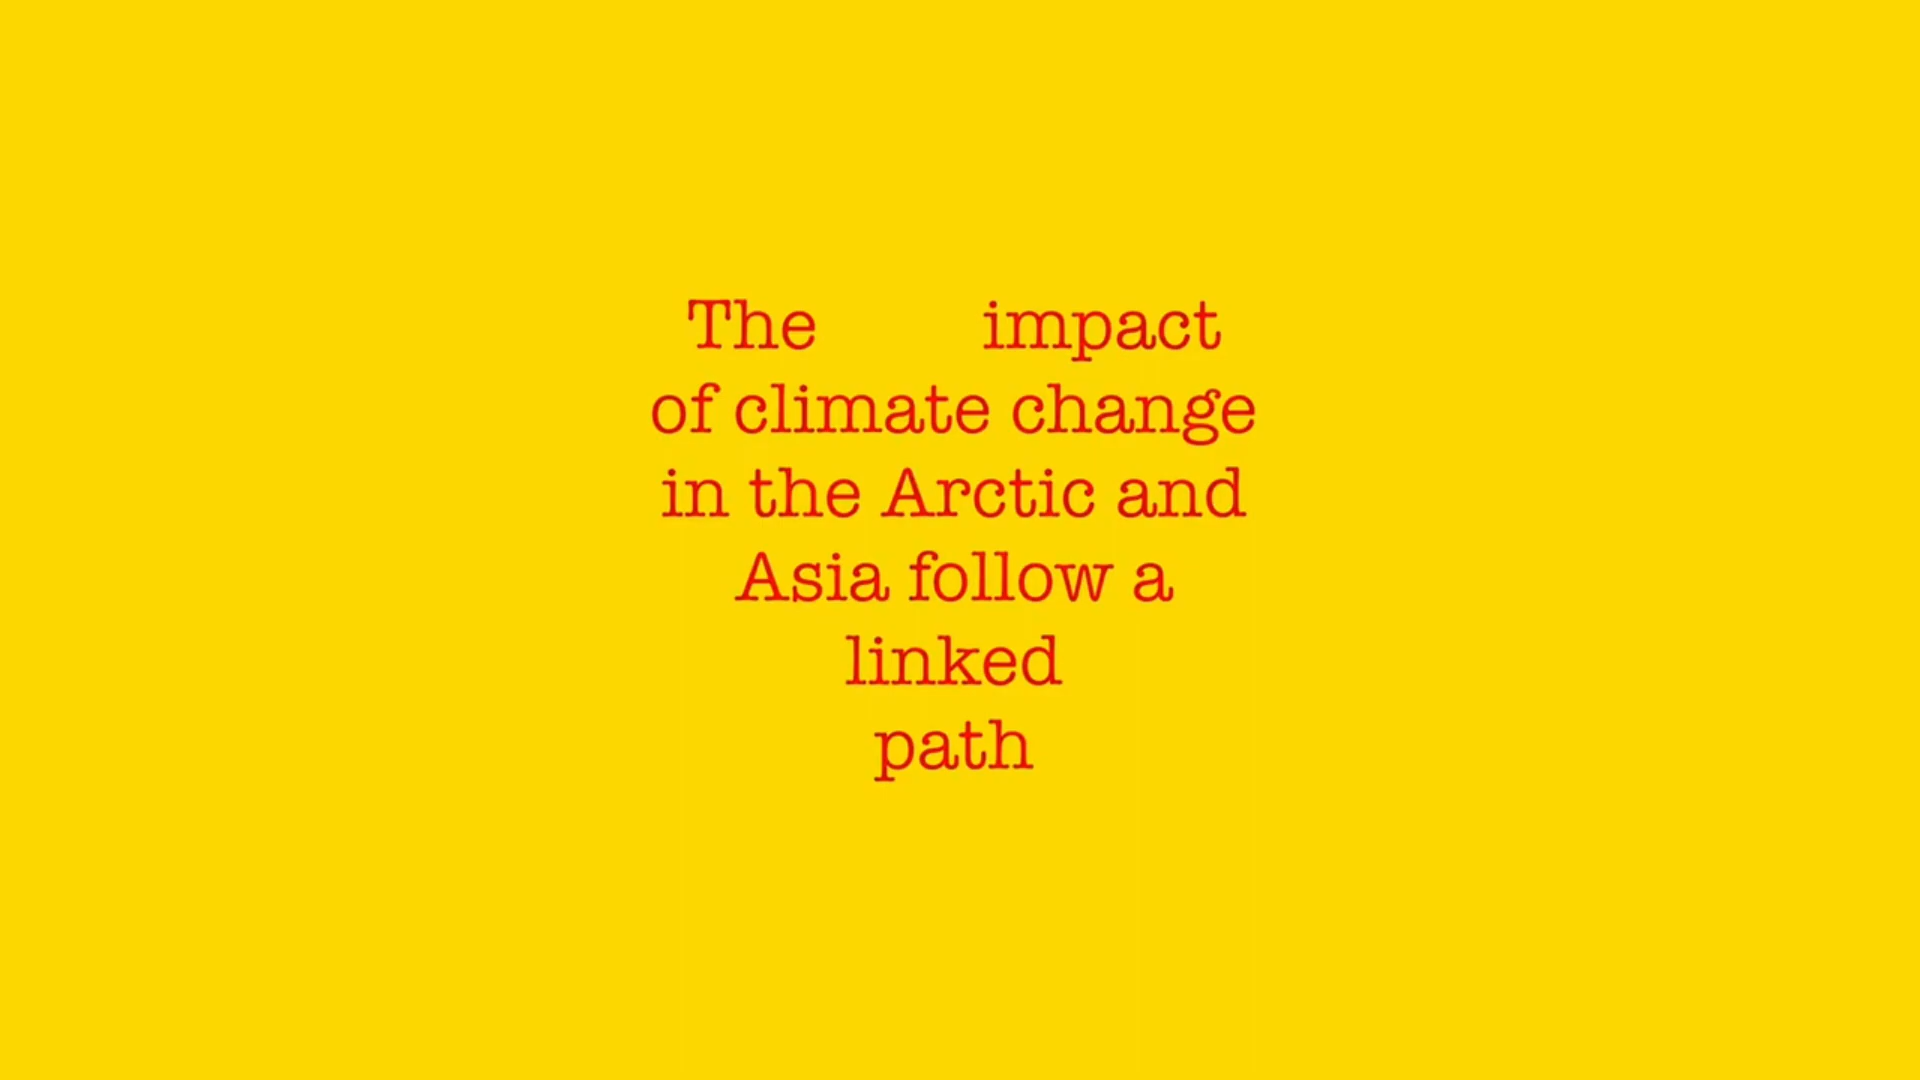 The impact
of climate change
in the Arctic and
Asia follow a
linked
path